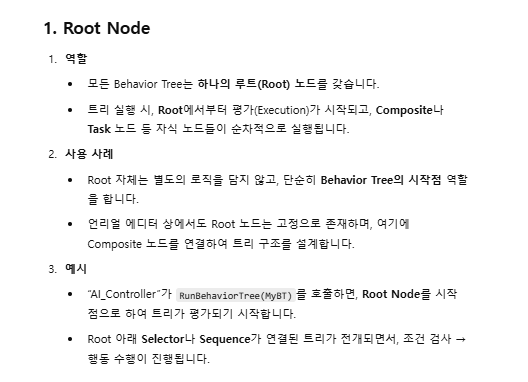 1. Root Node
1. 역할
• 모든 Behavior Tree는 하나의 루트(Root) 노드를 갖습니다.
• 트리 실행 시, Root에서부터 평가(Execution)가 시작되고, Composite나
Task 노드 등 자식 노드들이 순차적으로 실행됩니다.
2. 사용 사례
• Root 자체는 별도의 로직을 담지 않고, 단순히 Behavior Tree의 시작점 역할
을 합니다.
• 언리얼 에디터 상에서도 Root 노드는 고정으로 존재하며, 여기에
Composite 노드를 연결하여 트리 구조를 설계합니다.
3. 예시
• “AI_Controller”가 RunBehaviorTree(MyBT)를 호출하면, Root Node를 시작
점으로 하여 트리가 평가되기 시작합니다.
• Root 아래 Selector나 Sequence가 연결된 트리가 전개되면서, 조건 검사 →
행동 수행이 진행됩니다.